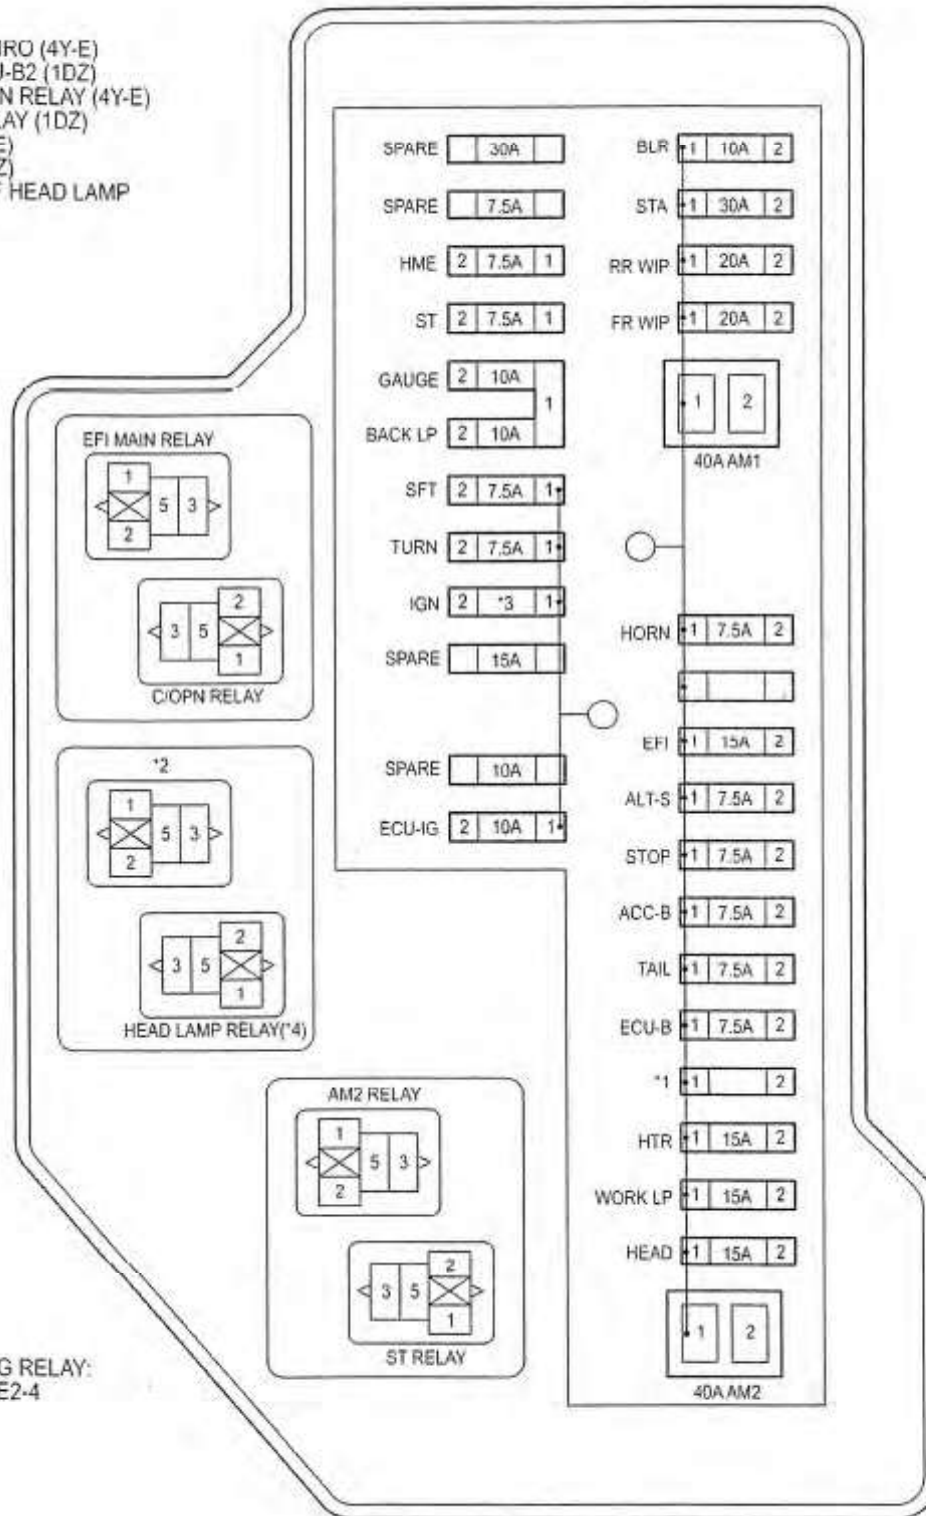 RO (4Y-E)
-B2 (1DZ)
N RELAY (4Y-E)
LAY (1DZ)
E)
Z)
HEAD LAMP
SPARE 30A
SPARE 7.5A
HME 2 7.5A 1
ST 2 7.5A 1
GAUGE 2 10A
1
BACK LP 2 10A
SFT 2 7.5A 1
TURN 2 7.5A 1
IGN 2 *3 1
SPARE 15A
SPARE 10A
ECU-IG 2 10A 1
BLR 1 10A 2
STA 1 30A 2
RR WIP 1 20A 2
FR WIP 1 20A 2
1 2
40A AM1
HORN 1 7.5A 2
EFI 1 15A 2
ALT-S 1 7.5A 2
STOP 1 7.5A 2
ACC-B 1 7.5A 2
TAIL 1 7.5A 2
ECU-B 1 7.5A 2
*1 1 2
HTR 1 15A 2
WORK LP 1 15A 2
HEAD 1 15A 2
1 2
40A AM2
EFI MAIN RELAY
1
5 3
2
2
3 5
1
C/OPN RELAY
*2
1
5 3
2
2
3 5
1
HEAD LAMP RELAY(*4)
AM2 RELAY
1
5 3
2
2
3 5
1
ST RELAY
G RELAY:
E2-4